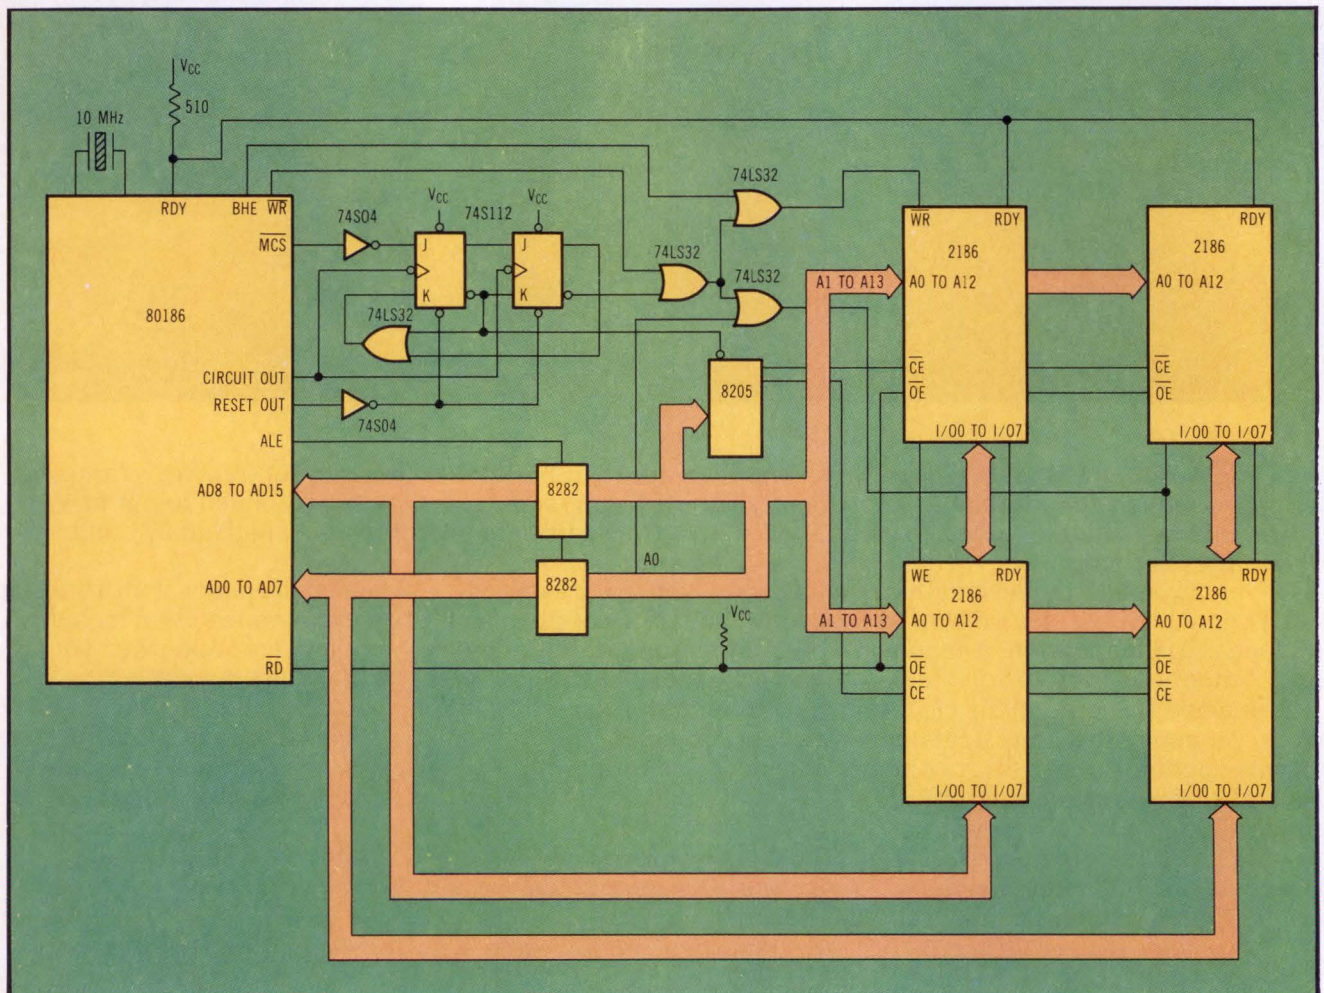 VCC
510
10 MHz
RDY
BHE
WR
MCS
80186
CIRCUIT OUT
RESET OUT
ALE
AD8 TO AD15
AD0 TO AD7
RD
74S04
VCC
74S112
VCC
J
K
J
K
74LS32
74S04
74LS32
74LS32
74LS32
8205
8282
8282
A0
VCC
A1 TO A13
A1 TO A13
WR
RDY
2186
A0 TO A12
CE
OE
I/O0 TO I/O7
RDY
2186
A0 TO A12
CE
OE
I/O0 TO I/O7
WE
RDY
2186
A0 TO A12
OE
CE
I/O0 TO I/O7
RDY
2186
A0 TO A12
OE
CE
I/O0 TO I/O7